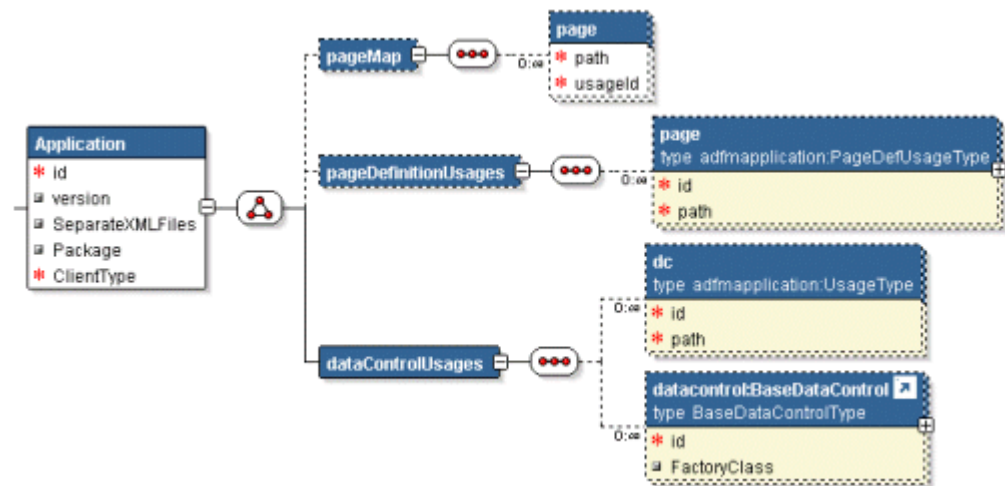 Application
* id
version
SeparateXMLFiles
Package
* ClientType
pageMap
0:∞
page
* path
* usageId
pageDefinitionUsages
0:∞
page
type adfmapplication:PageDefUsageType
* id
* path
dataControlUsages
0:∞
dc
type adfmapplication:UsageType
* id
* path
0:∞
datacontrol:BaseDataControl
type BaseDataControlType
* id
FactoryClass